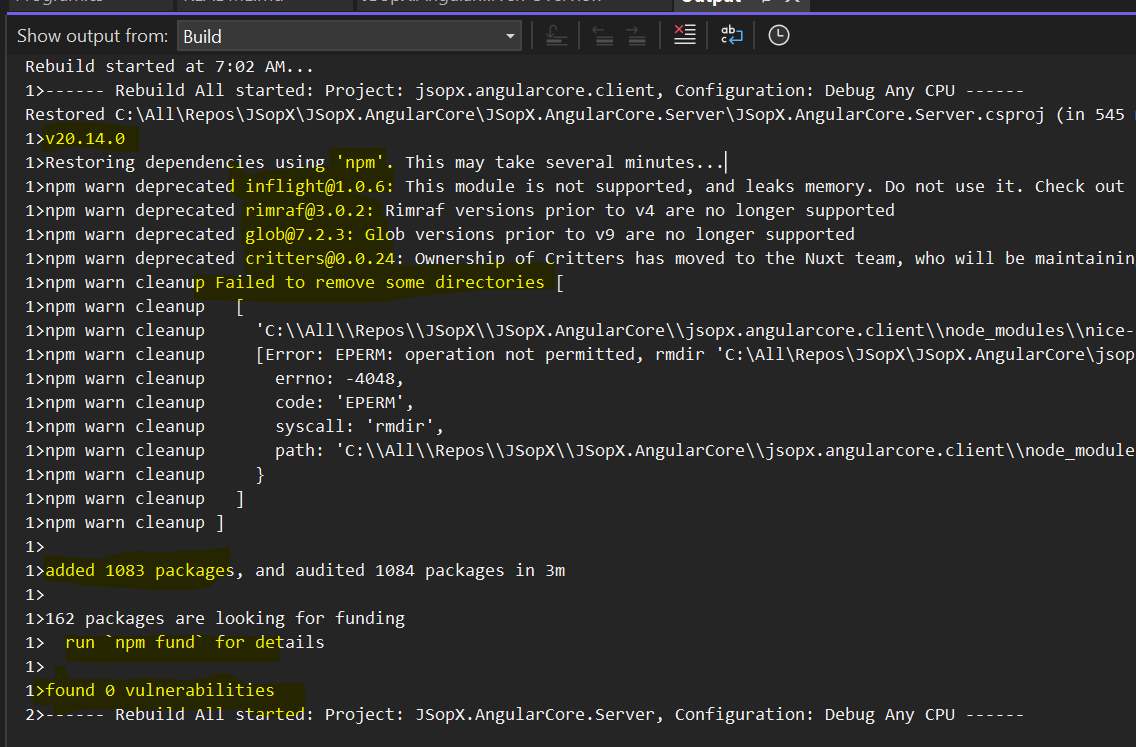 Output
Show output from: Build
Rebuild started at 7:02 AM...
1>------ Rebuild All started: Project: jsopx.angularcore.client, Configuration: Debug Any CPU ------
Restored C:\All\Repos\JSopX\JSopX.AngularCore\JSopX.AngularCore.Server\JSopX.AngularCore.Server.csproj (in 545
1>v20.14.0
1>Restoring dependencies using 'npm'. This may take several minutes...
1>npm warn deprecated inflight@1.0.6: This module is not supported, and leaks memory. Do not use it. Check out
1>npm warn deprecated rimraf@3.0.2: Rimraf versions prior to v4 are no longer supported
1>npm warn deprecated glob@7.2.3: Glob versions prior to v9 are no longer supported
1>npm warn deprecated critters@0.0.24: Ownership of Critters has moved to the Nuxt team, who will be maintainin
1>npm warn cleanup Failed to remove some directories [
1>npm warn cleanup   [
1>npm warn cleanup     'C:\\All\\Repos\\JSopX\\JSopX.AngularCore\\jsopx.angularcore.client\\node_modules\\nice-
1>npm warn cleanup     [Error: EPERM: operation not permitted, rmdir 'C:\All\Repos\JSopX\JSopX.AngularCore\jsop
1>npm warn cleanup       errno: -4048,
1>npm warn cleanup       code: 'EPERM',
1>npm warn cleanup       syscall: 'rmdir',
1>npm warn cleanup       path: 'C:\\All\\Repos\\JSopX\\JSopX.AngularCore\\jsopx.angularcore.client\\node_module
1>npm warn cleanup     }
1>npm warn cleanup   ]
1>npm warn cleanup ]
1>
1>added 1083 packages, and audited 1084 packages in 3m
1>
1>162 packages are looking for funding
1>  run `npm fund` for details
1>
1>found 0 vulnerabilities
2>------ Rebuild All started: Project: JSopX.AngularCore.Server, Configuration: Debug Any CPU ------